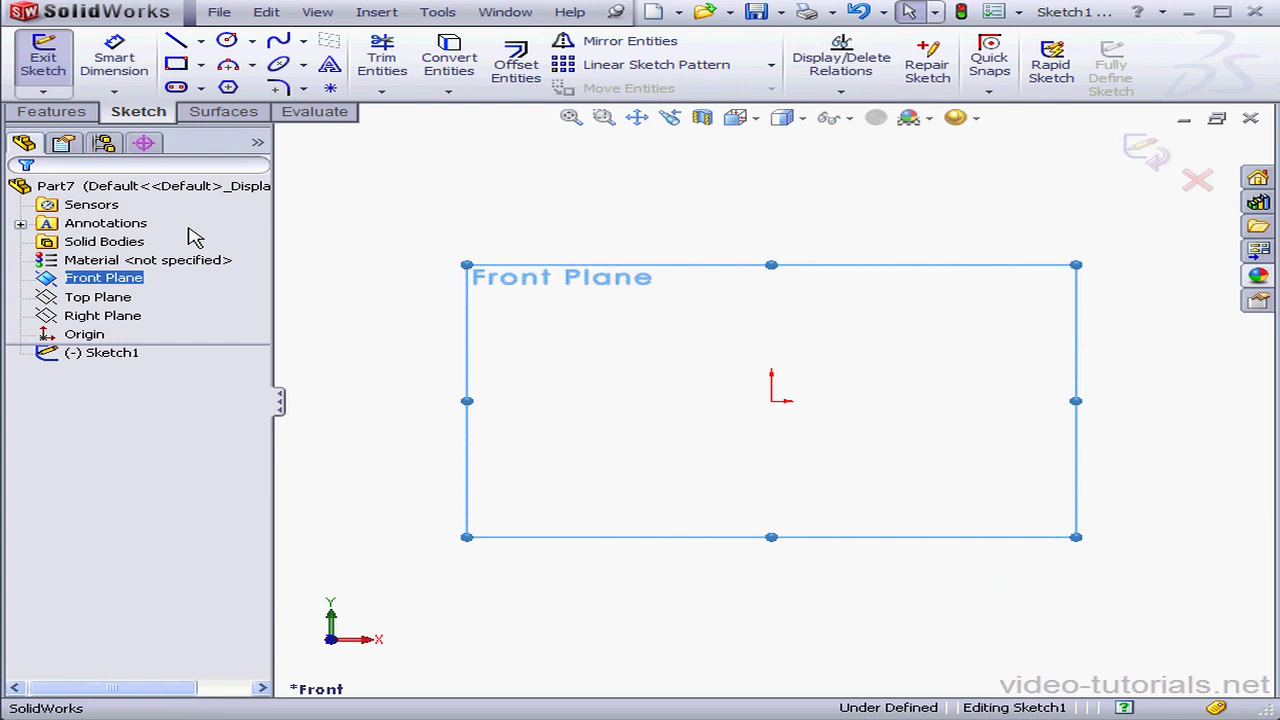 SW SolidWorks File Edit View Insert Tools Window Help Sketch1 ... ?
Exit Sketch
Smart Dimension
Trim Entities
Convert Entities
Offset Entities
Mirror Entities
Linear Sketch Pattern
Move Entities
Display/Delete Relations
Repair Sketch
Quick Snaps
Rapid Sketch
Fully Define Sketch
Features Sketch Surfaces Evaluate
Part7 (Default<<Default>_Displa
Sensors
Annotations
Solid Bodies
Material <not specified>
Front Plane
Top Plane
Right Plane
Origin
(-) Sketch1
Front Plane
Y
X
*Front
video-tutorials.net
SolidWorks Under Defined Editing Sketch1